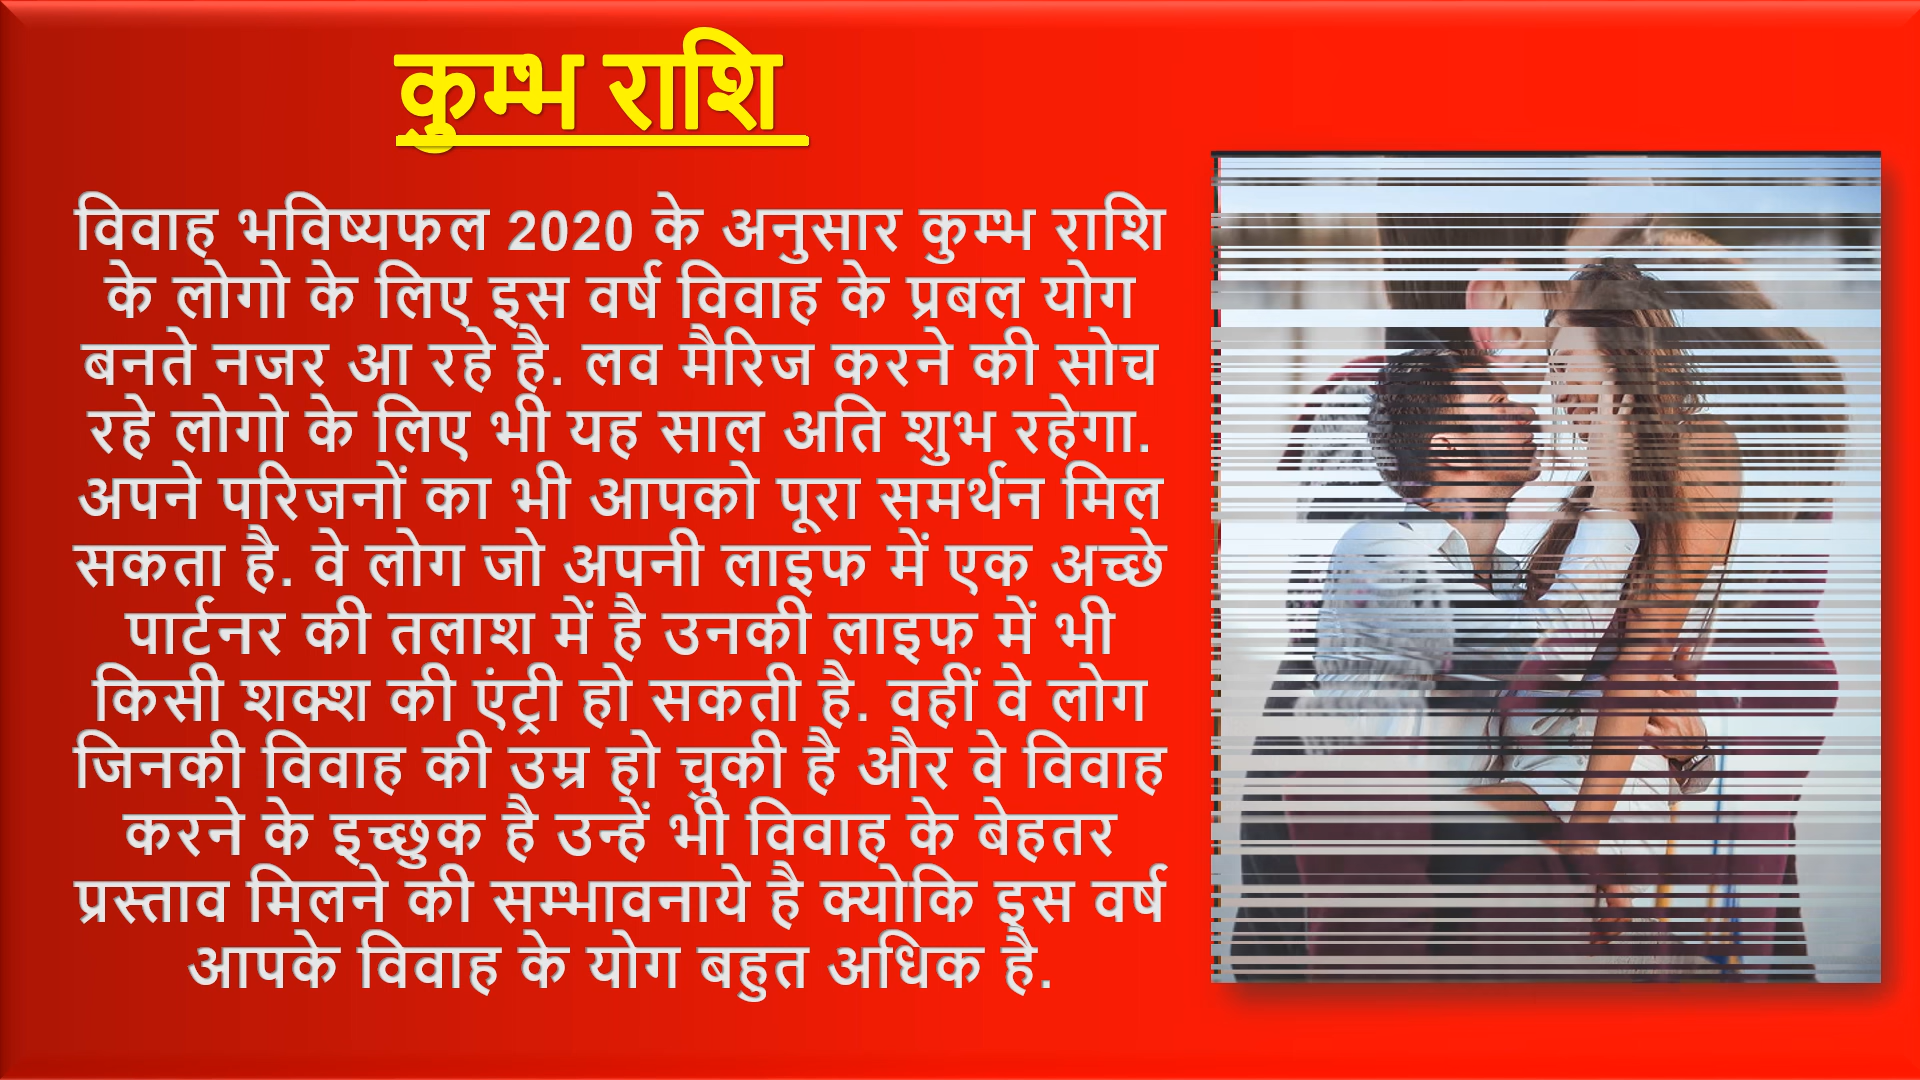 कुम्भ राशि
विवाह भविष्यफल 2020 के अनुसार कुम्भ राशि
के लोगो के लिए इस वर्ष विवाह के प्रबल योग
बनते नजर आ रहे है. लव मैरिज करने की सोच
रहे लोगो के लिए भी यह साल अति शुभ रहेगा.
अपने परिजनों का भी आपको पूरा समर्थन मिल
सकता है. वे लोग जो अपनी लाइफ में एक अच्छे
पार्टनर की तलाश में है उनकी लाइफ में भी
किसी शक्श की एंट्री हो सकती है. वहीं वे लोग
जिनकी विवाह की उम्र हो चुकी है और वे विवाह
करने के इच्छुक है उन्हें भी विवाह के बेहतर
प्रस्ताव मिलने की सम्भावनाये है क्योकि इस वर्ष
आपके विवाह के योग बहुत अधिक है.